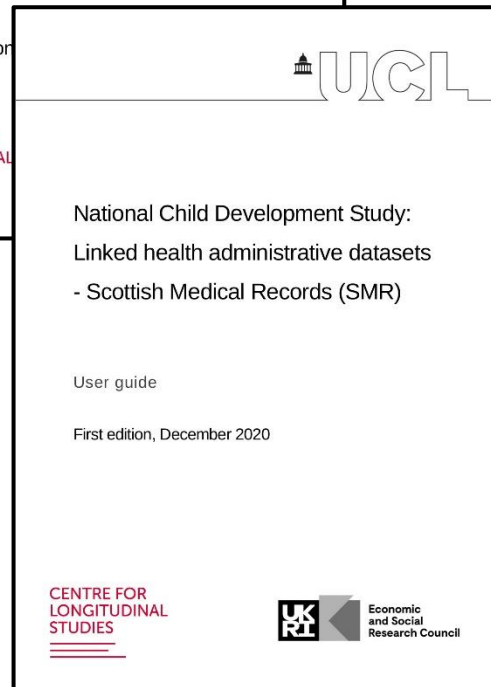 UCL
National Child Development Study:
Linked health administrative datasets
- Scottish Medical Records (SMR)
User guide
First edition, December 2020
CENTRE FOR
LONGITUDINAL
STUDIES
UK
RI
Economic
and Social
Research Council